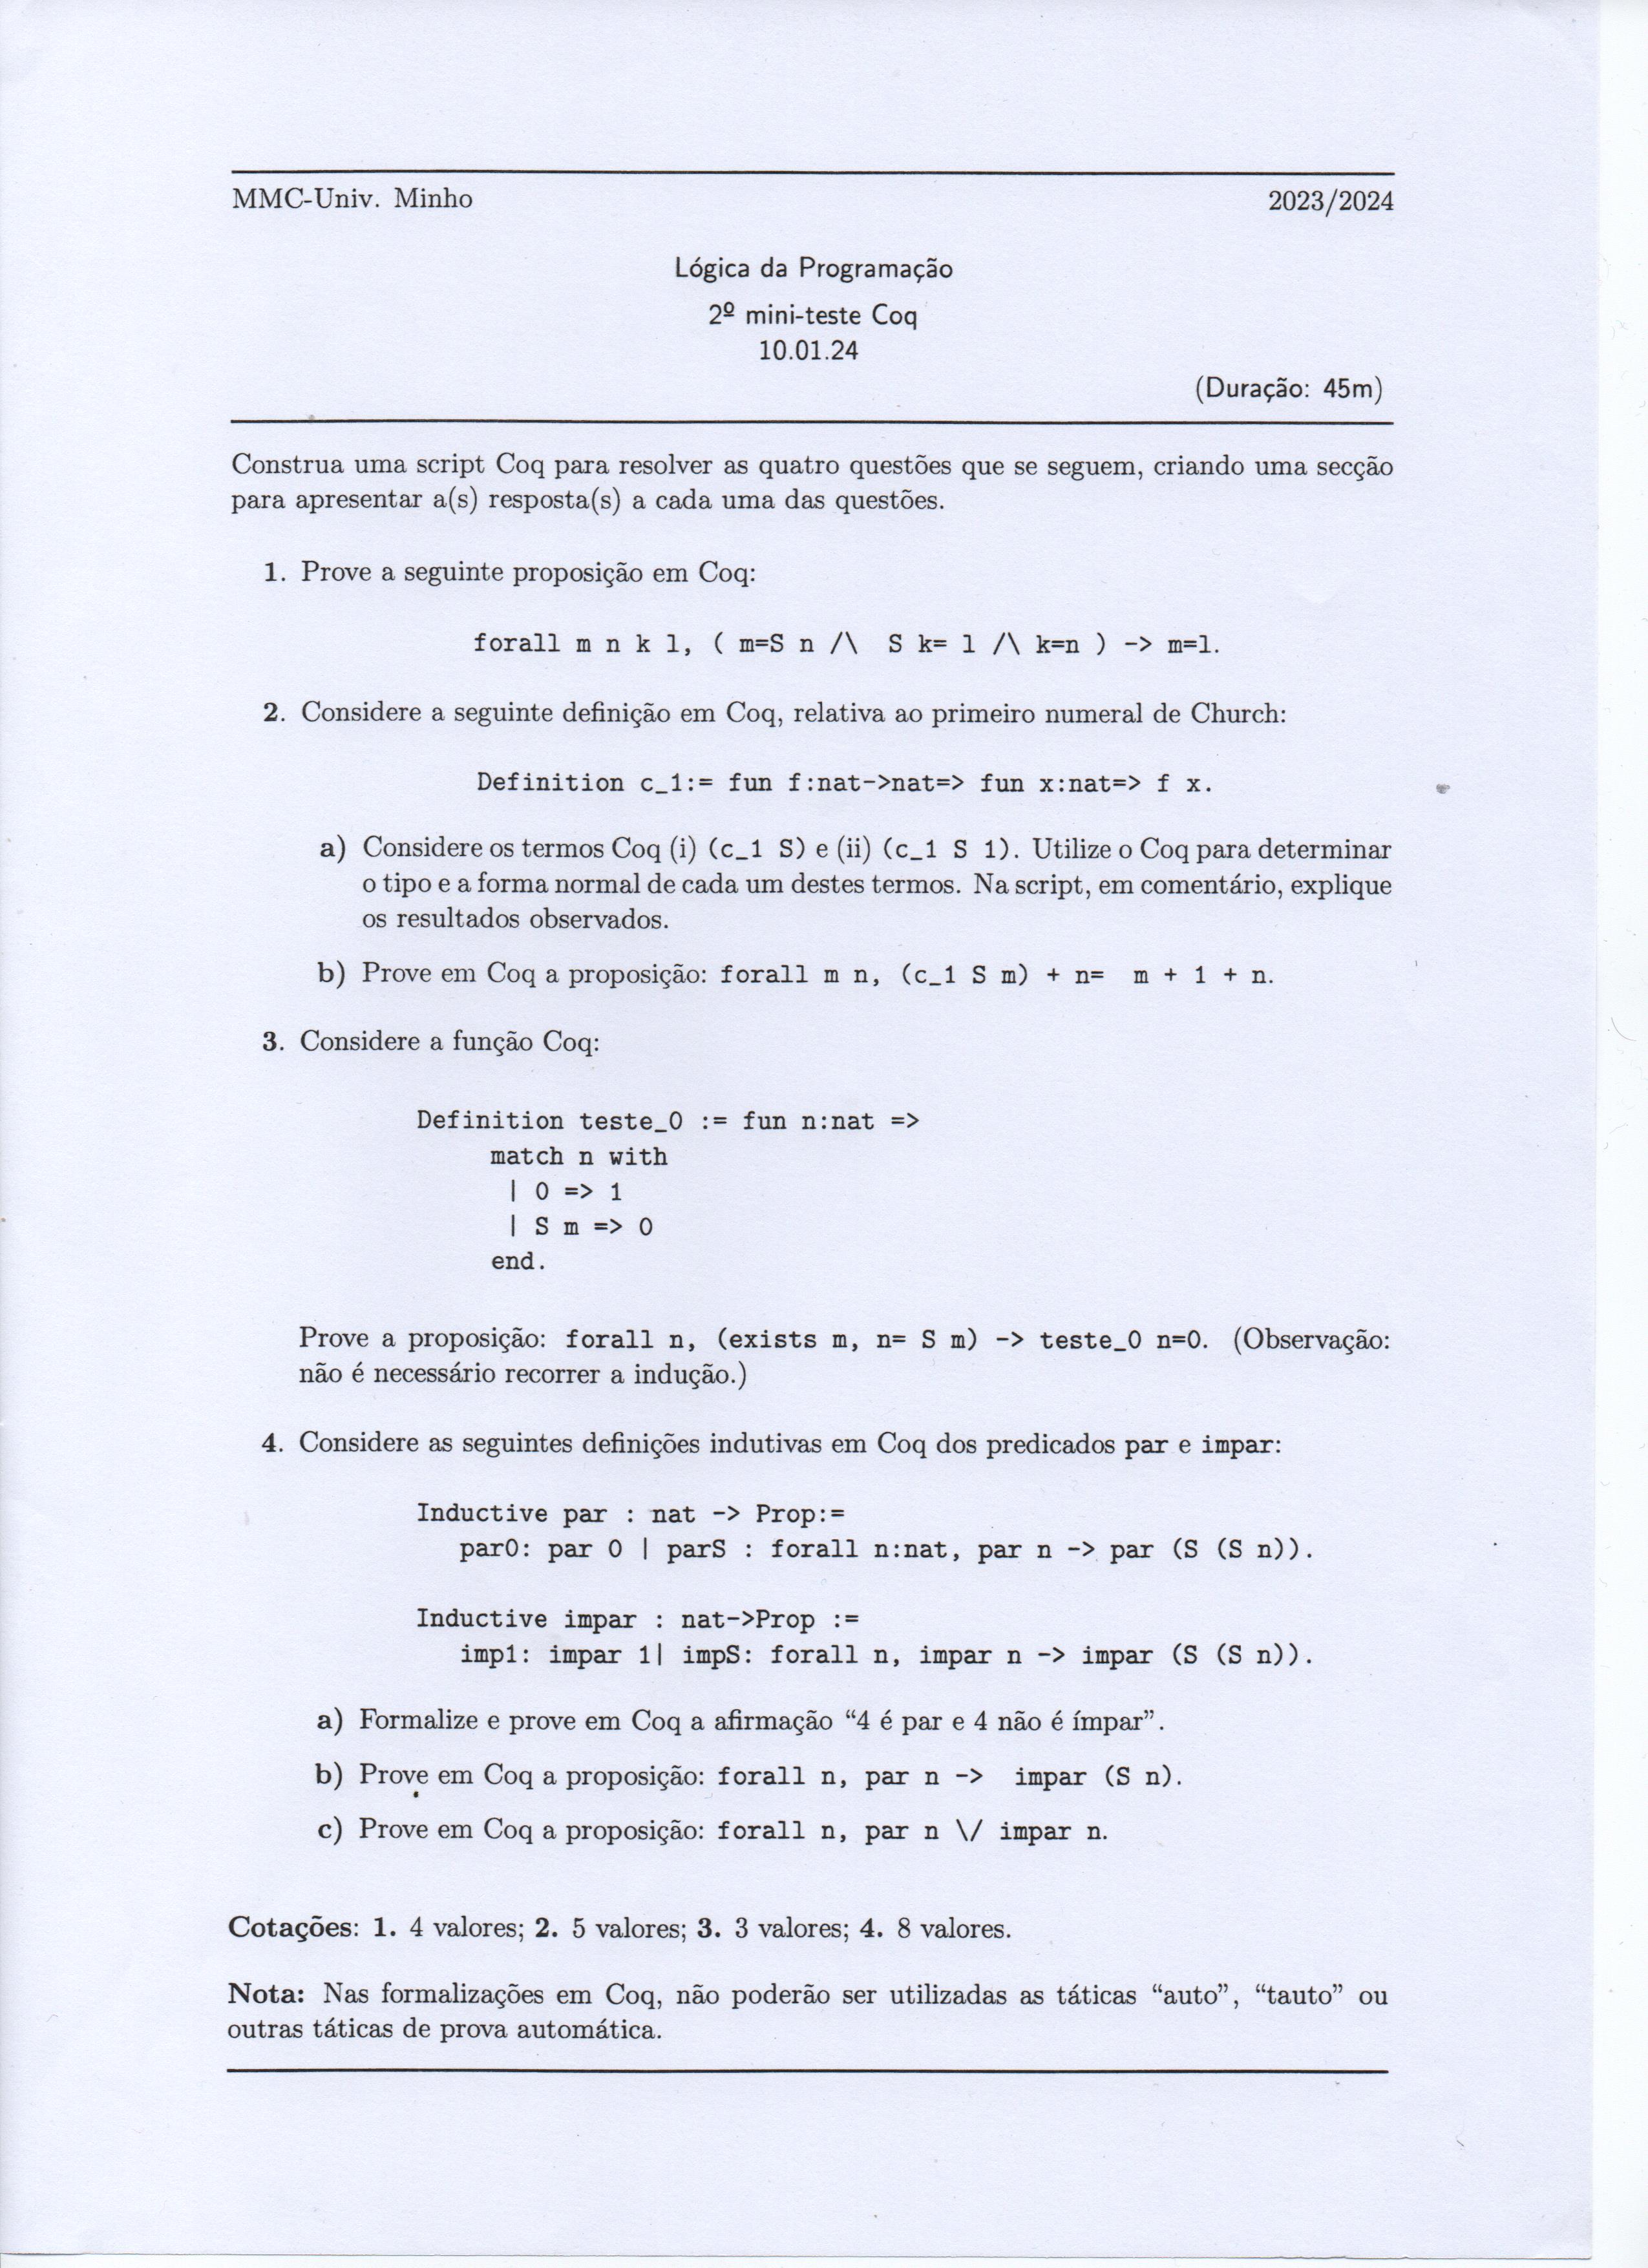 MMC-Univ. Minho 2023/2024
Lógica da Programação
2º mini-teste Coq
10.01.24
(Duração: 45m)
Construa uma script Coq para resolver as quatro questões que se seguem, criando uma secção
para apresentar a(s) resposta(s) a cada uma das questões.
1. Prove a seguinte proposição em Coq:
forall m n k l, ( m=S n /\ S k= l /\ k=n ) -> m=l.
2. Considere a seguinte definição em Coq, relativa ao primeiro numeral de Church:
Definition c_1:= fun f:nat->nat=> fun x:nat=> f x.
a) Considere os termos Coq (i) (c_1 S) e (ii) (c_1 S 1). Utilize o Coq para determinar
o tipo e a forma normal de cada um destes termos. Na script, em comentário, explique
os resultados observados.
b) Prove em Coq a proposição: forall m n, (c_1 S m) + n= m + 1 + n.
3. Considere a função Coq:
Definition teste_0 := fun n:nat =>
match n with
| 0 => 1
| S m => 0
end.
Prove a proposição: forall n, (exists m, n= S m) -> teste_0 n=0. (Observação:
não é necessário recorrer a indução.)
4. Considere as seguintes definições indutivas em Coq dos predicados par e impar:
Inductive par : nat -> Prop:=
par0: par 0 | parS : forall n:nat, par n -> par (S (S n)).
Inductive impar : nat->Prop :=
imp1: impar 1| impS: forall n, impar n -> impar (S (S n)).
a) Formalize e prove em Coq a afirmação “4 é par e 4 não é ímpar”.
b) Prove em Coq a proposição: forall n, par n -> impar (S n).
c) Prove em Coq a proposição: forall n, par n \/ impar n.
Cotações: 1. 4 valores; 2. 5 valores; 3. 3 valores; 4. 8 valores.
Nota: Nas formalizações em Coq, não poderão ser utilizadas as táticas “auto”, “tauto” ou
outras táticas de prova automática.